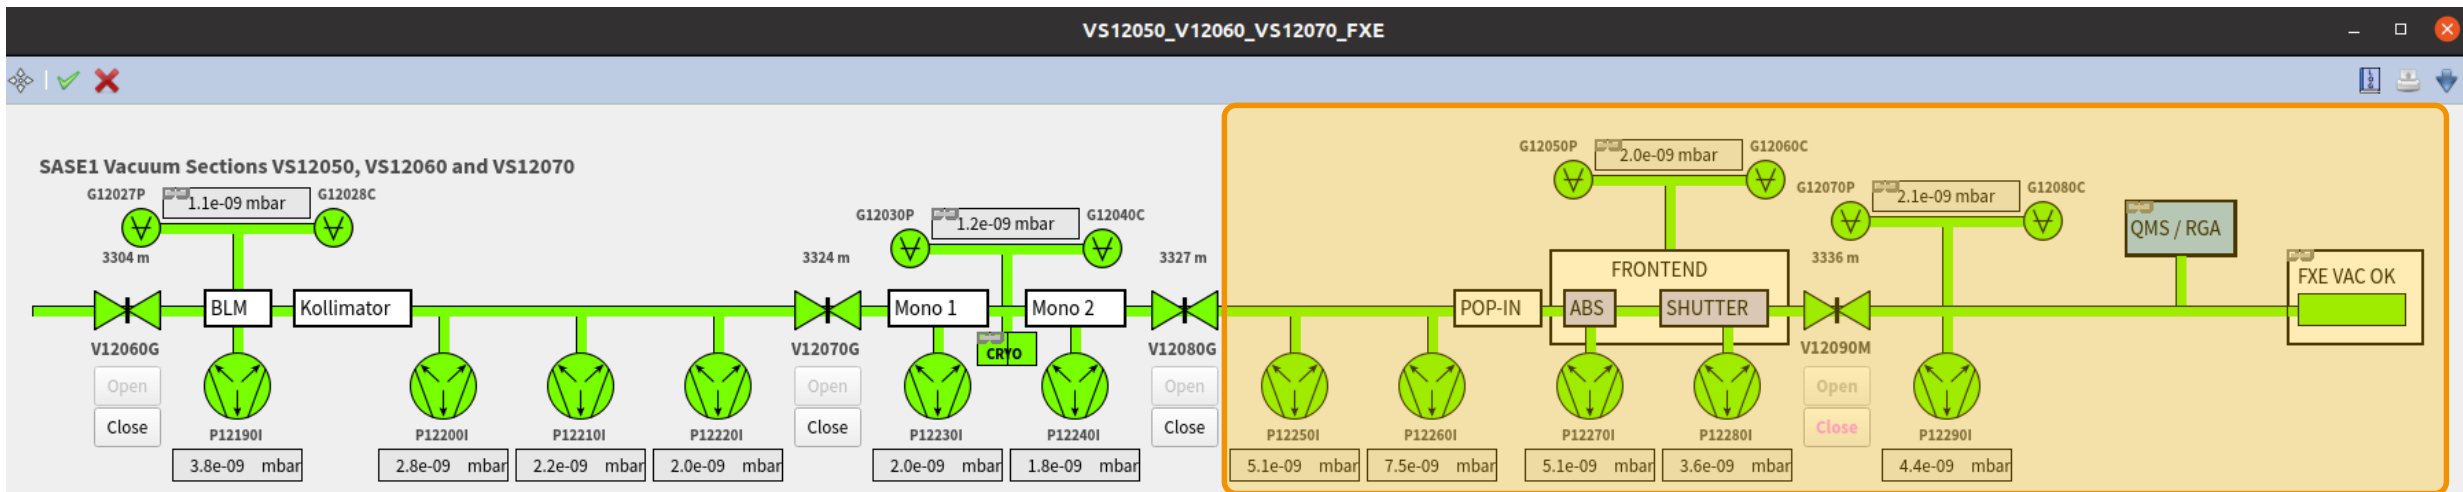 VS12050_V12060_VS12070_FXE
SASE1 Vacuum Sections VS12050, VS12060 and VS12070
G12027P 1.1e-09 mbar G12028C
G12030P 1.2e-09 mbar G12040C
G12050P 2.0e-09 mbar G12060C
G12070P 2.1e-09 mbar G12080C
QMS / RGA
3304 m 3324 m 3327 m 3336 m
FRONTEND
FXE VAC OK
BLM Kollimator Mono 1 Mono 2 POP-IN ABS SHUTTER
CRYO
V12060G V12070G V12080G V12090M
Open Open Open Open
Close Close Close Close
P12190I P12200I P12210I P12220I P12230I P12240I P12250I P12260I P12270I P12280I P12290I
3.8e-09 mbar 2.8e-09 mbar 2.2e-09 mbar 2.0e-09 mbar 2.0e-09 mbar 1.8e-09 mbar 5.1e-09 mbar 7.5e-09 mbar 5.1e-09 mbar 3.6e-09 mbar 4.4e-09 mbar